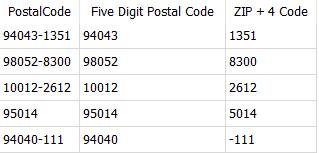 PostalCode Five Digit Postal Code ZIP + 4 Code
94043-1351 94043 1351
98052-8300 98052 8300
10012-2612 10012 2612
95014 95014 5014
94040-111 94040 -111